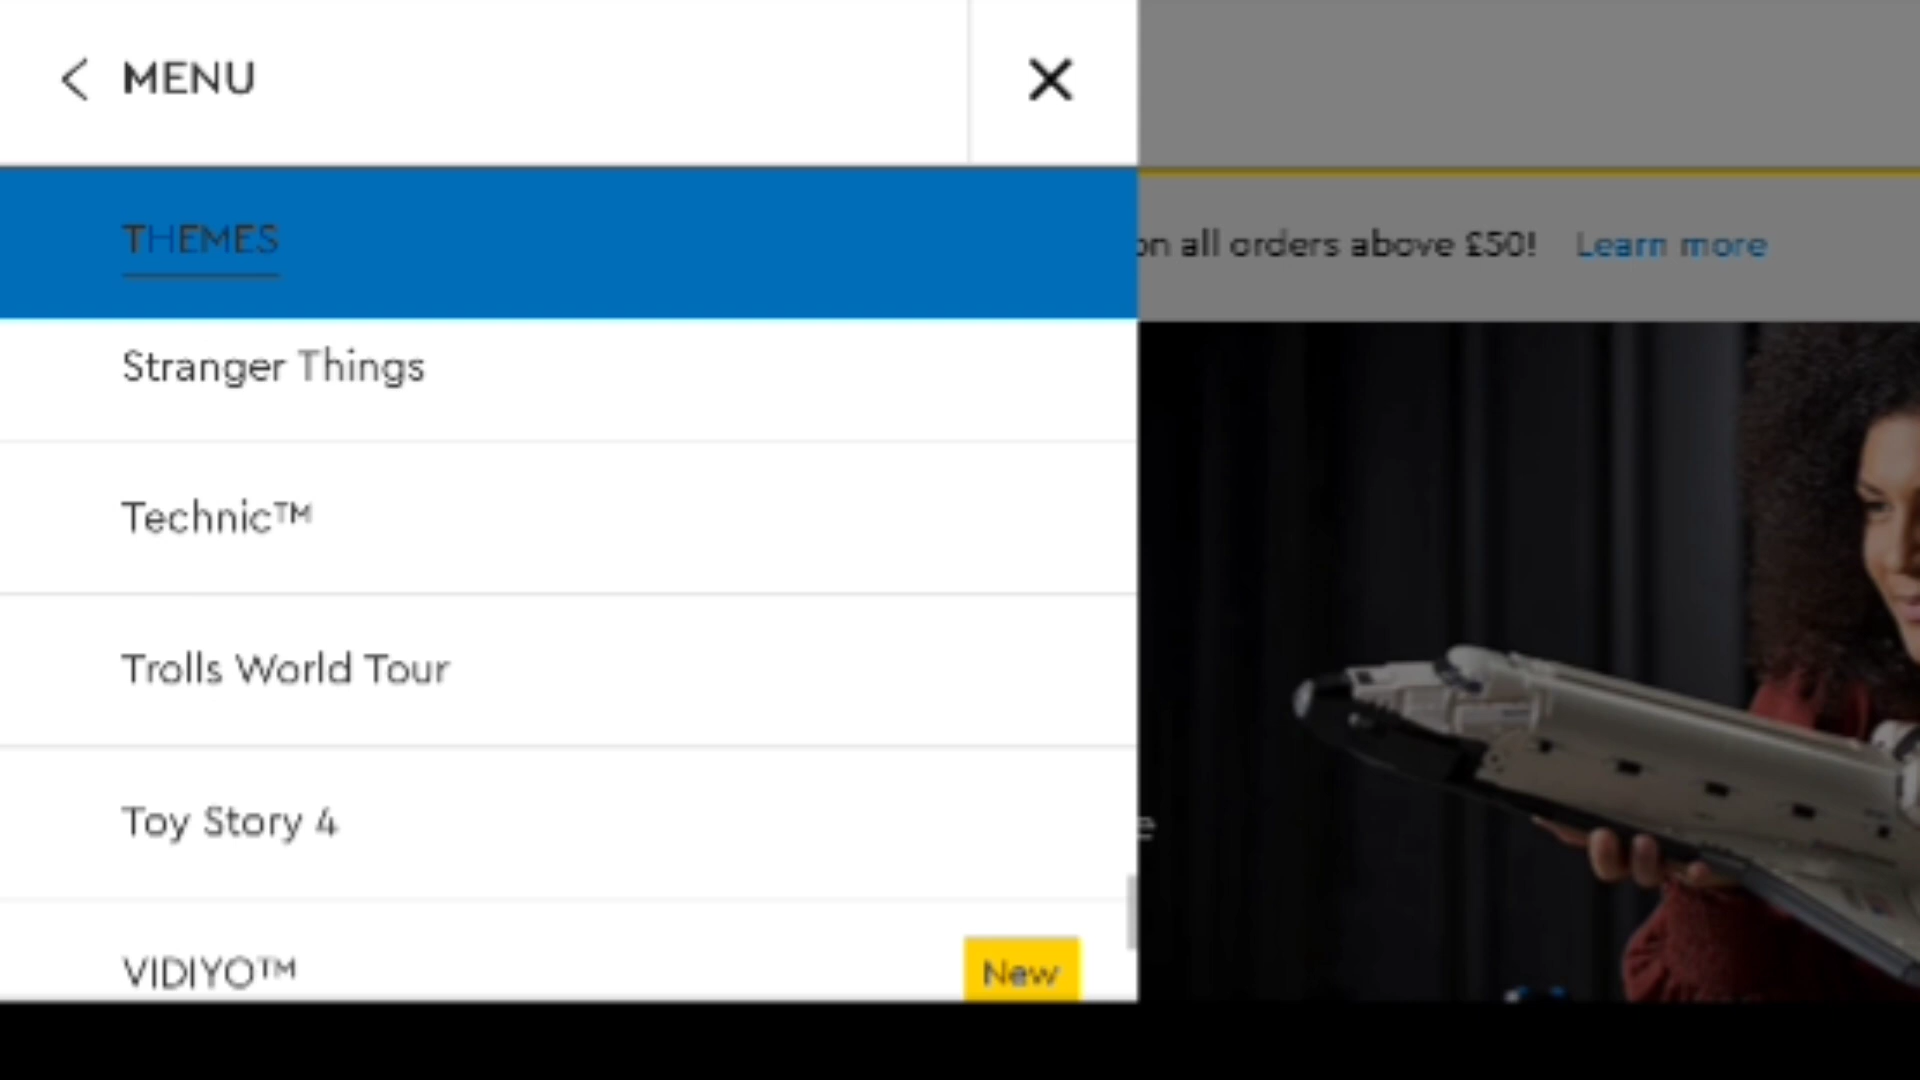 MENU
THEMES
on all orders above £50! Learn more
Stranger Things
Technic™
Trolls World Tour
Toy Story 4
VIDIYO™ New